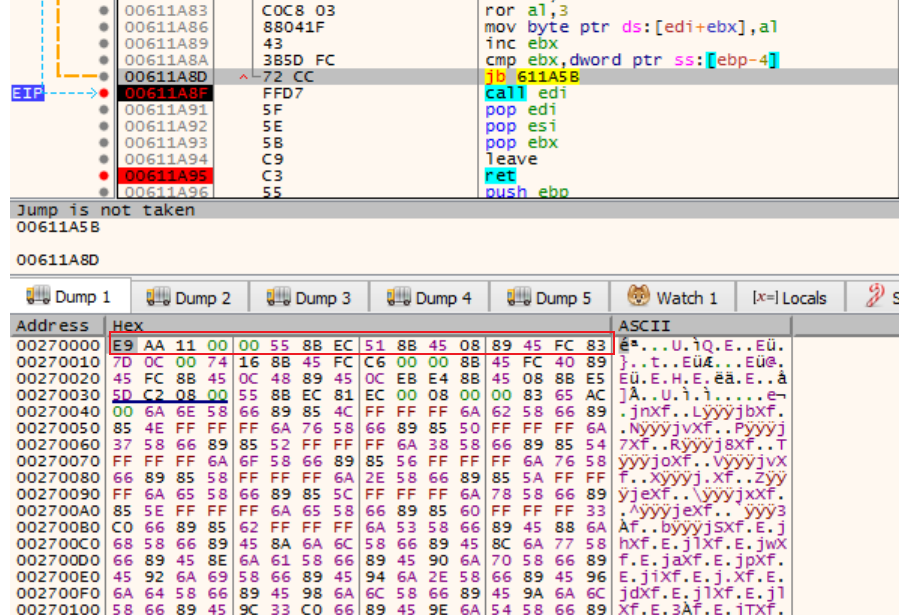 00611A83 C0C8 03 ror al,3
00611A86 88041F mov byte ptr ds:[edi+ebx],al
00611A89 43 inc ebx
00611A8A 3B5D FC cmp ebx,dword ptr ss:[ebp-4]
00611A8D 72 CC jb 611A5B
EIP 00611A8F FFD7 call edi
00611A91 5F pop edi
00611A92 5E pop esi
00611A93 5B pop ebx
00611A94 C9 leave
00611A95 C3 ret
00611A96 55 push ebp
Jump is not taken
00611A5B
00611A8D
Dump 1 Dump 2 Dump 3 Dump 4 Dump 5 Watch 1 [x=] Locals S
Address Hex ASCII
00270000 E9 AA 11 00 00 55 8B EC 51 8B 45 08 89 45 FC 83 éª...U.ìQ.E..Eü.
00270010 7D 0C 00 74 16 8B 45 FC C6 00 00 8B 45 FC 40 89 }..t..EüÆ...Eü@.
00270020 45 FC 8B 45 0C 48 89 45 0C EB E4 8B 45 08 8B E5 Eü.E.H.E.ëä.E..å
00270030 5D C2 08 00 55 8B EC 81 EC 00 08 00 00 83 65 AC ]Â..U.ì.ì.....e¬
00270040 00 6A 6E 58 66 89 85 4C FF FF FF 6A 62 58 66 89 .jnXf..LÿÿÿjbXf.
00270050 85 4E FF FF FF 6A 76 58 66 89 85 50 FF FF FF 6A .NÿÿÿjvXf..Pÿÿÿj
00270060 37 58 66 89 85 52 FF FF FF 6A 38 58 66 89 85 54 7Xf..Rÿÿÿj8Xf..T
00270070 FF FF FF 6A 6F 58 66 89 85 56 FF FF FF 6A 76 58 ÿÿÿjoXf..VÿÿÿjvX
00270080 66 89 85 58 FF FF FF 6A 2E 58 66 89 85 5A FF FF f..Xÿÿÿj.Xf..Zÿÿ
00270090 FF 6A 65 58 66 89 85 5C FF FF FF 6A 78 58 66 89 ÿjeXf..\ÿÿÿjxXf.
002700A0 85 5E FF FF FF 6A 65 58 66 89 85 60 FF FF FF 33 .^ÿÿÿjeXf..`ÿÿÿ3
002700B0 C0 66 89 85 62 FF FF FF 6A 53 58 66 89 45 88 6A Àf..bÿÿÿjSXf.E.j
002700C0 68 58 66 89 45 8A 6A 6C 58 66 89 45 8C 6A 77 58 hXf.E.jlXf.E.jwX
002700D0 66 89 45 8E 6A 61 58 66 89 45 90 6A 70 58 66 89 f.E.jaXf.E.jpXf.
002700E0 45 92 6A 69 58 66 89 45 94 6A 2E 58 66 89 45 96 E.jiXf.E.j.Xf.E.
002700F0 6A 64 58 66 89 45 98 6A 6C 58 66 89 45 9A 6A 6C jdXf.E.jlXf.E.jl
00270100 58 66 89 45 9C 33 C0 66 89 45 9E 6A 54 58 66 89 Xf.E.3Àf.E.jTXf.